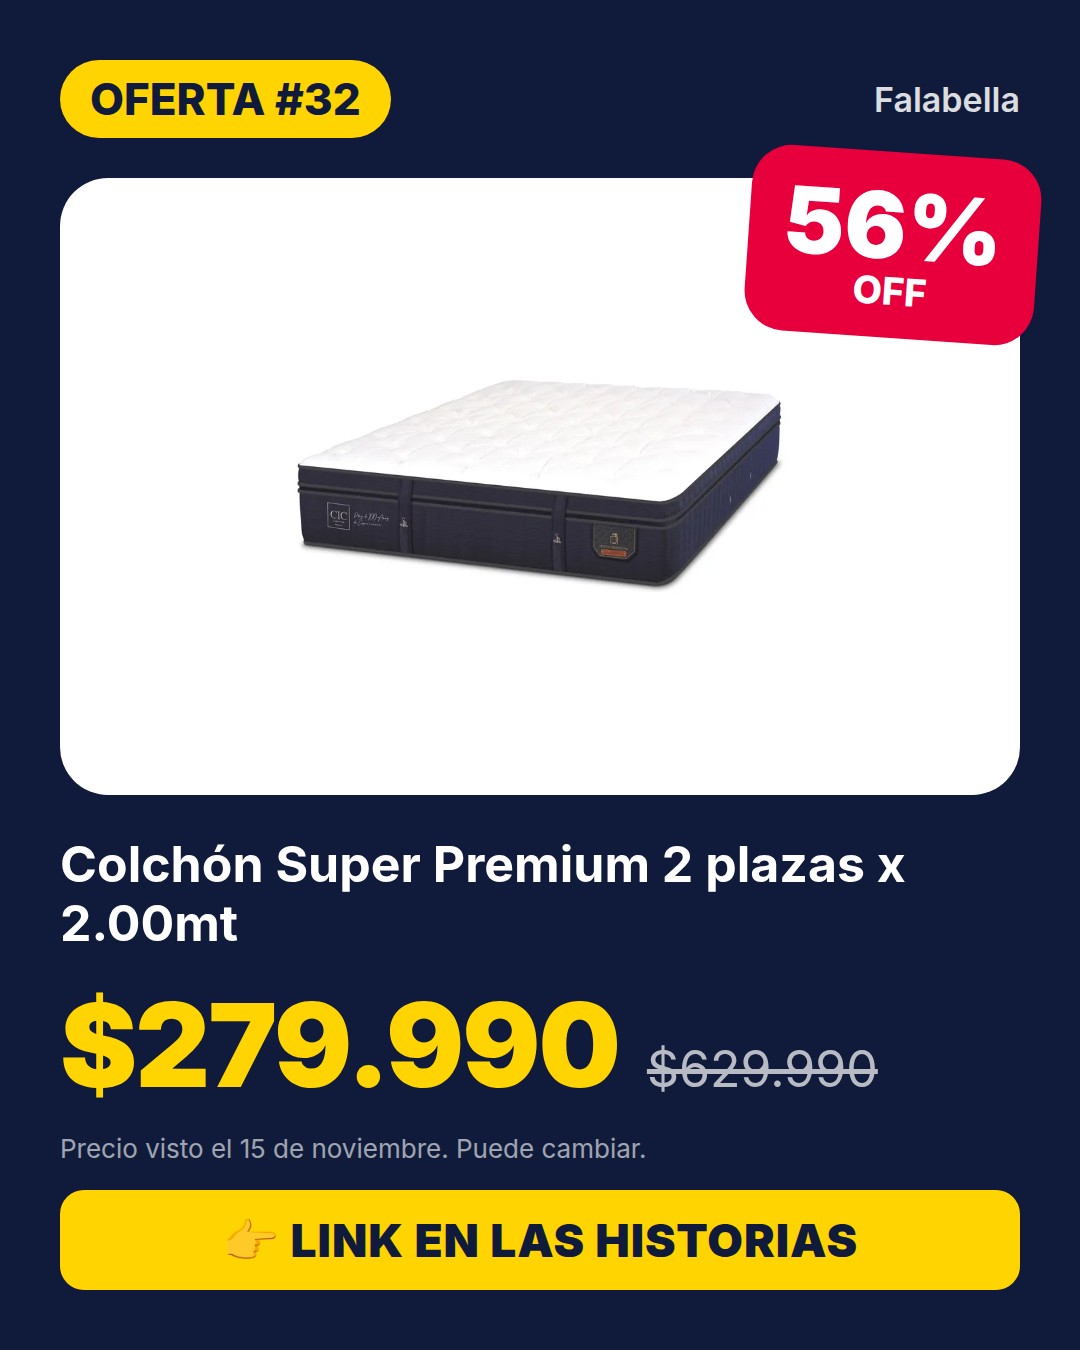 OFERTA #32
Falabella
56%
OFF
CIC
Colchón Super Premium 2 plazas x
2.00mt
$279.990 $629.990
Precio visto el 15 de noviembre. Puede cambiar.
👉 LINK EN LAS HISTORIAS